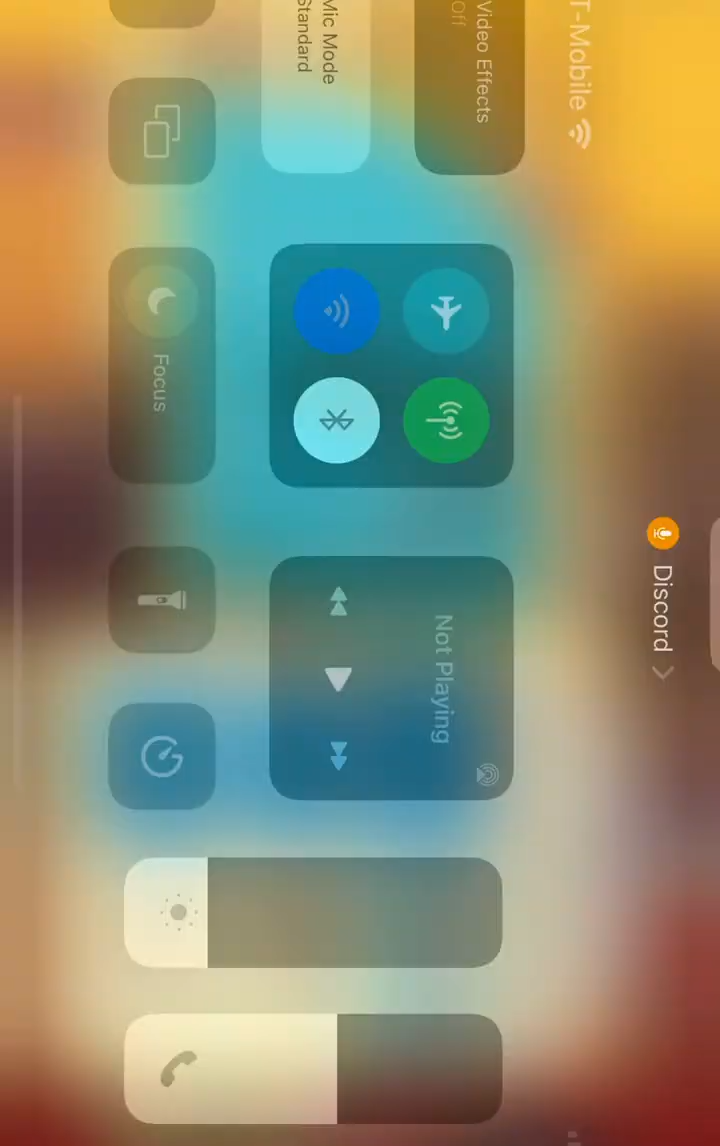 Discord
T-Mobile
Video Effects
Off
Mic Mode
Standard
Not Playing
Focus